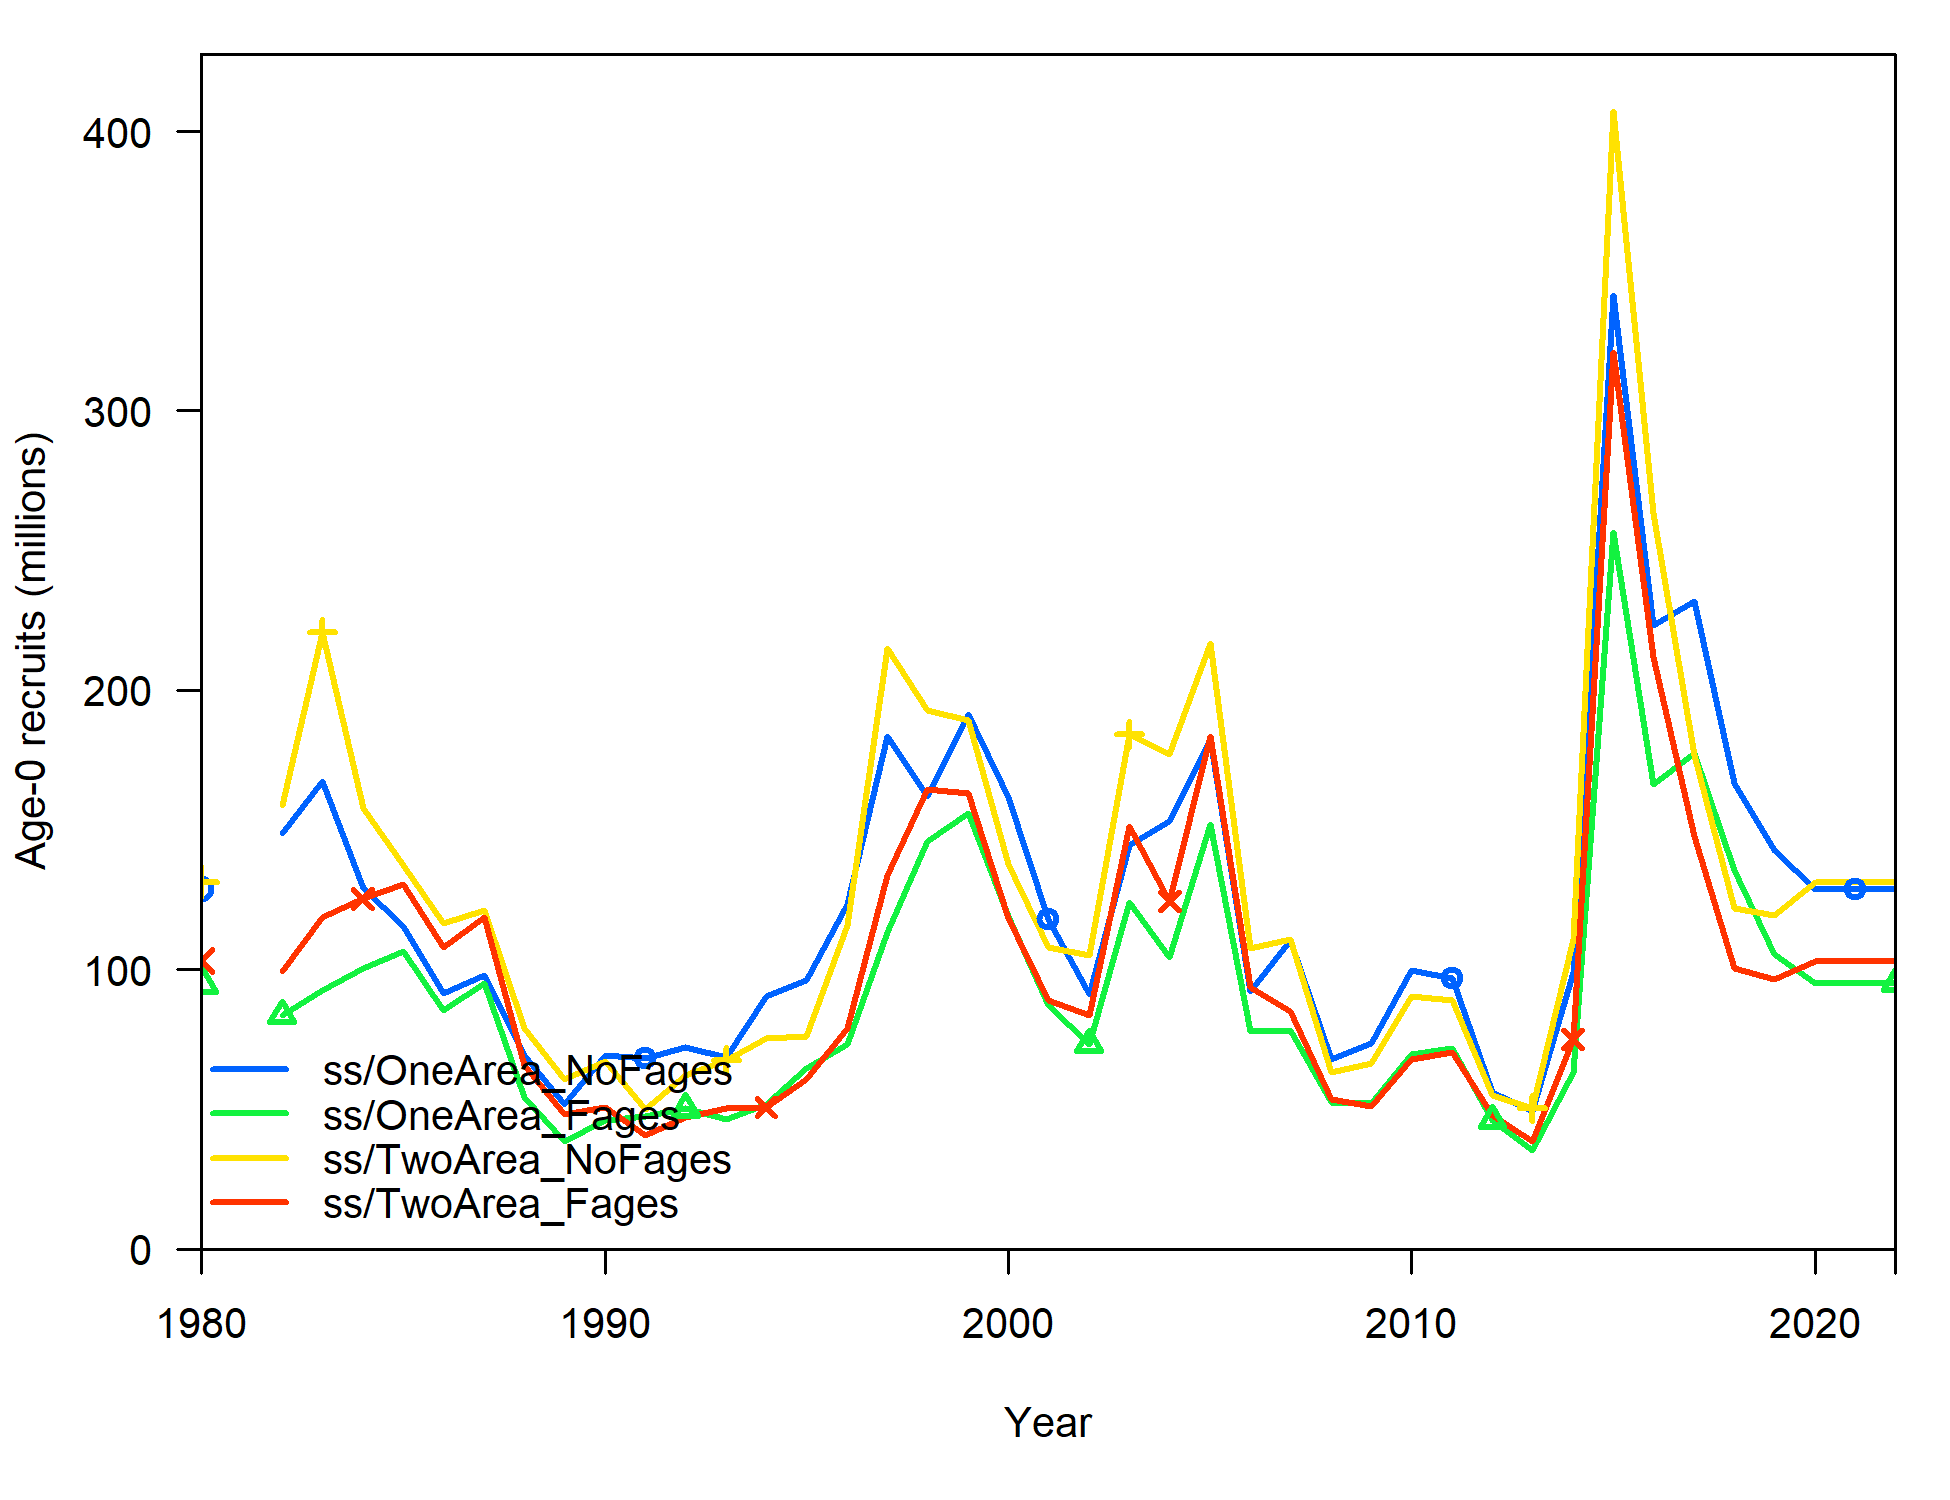 400
300
200
100
0
Age-0 recruits (millions)
ss/OneArea_NoFages
ss/OneArea_Fages
ss/TwoArea_NoFages
ss/TwoArea_Fages
1980 1990 2000 2010 2020
Year